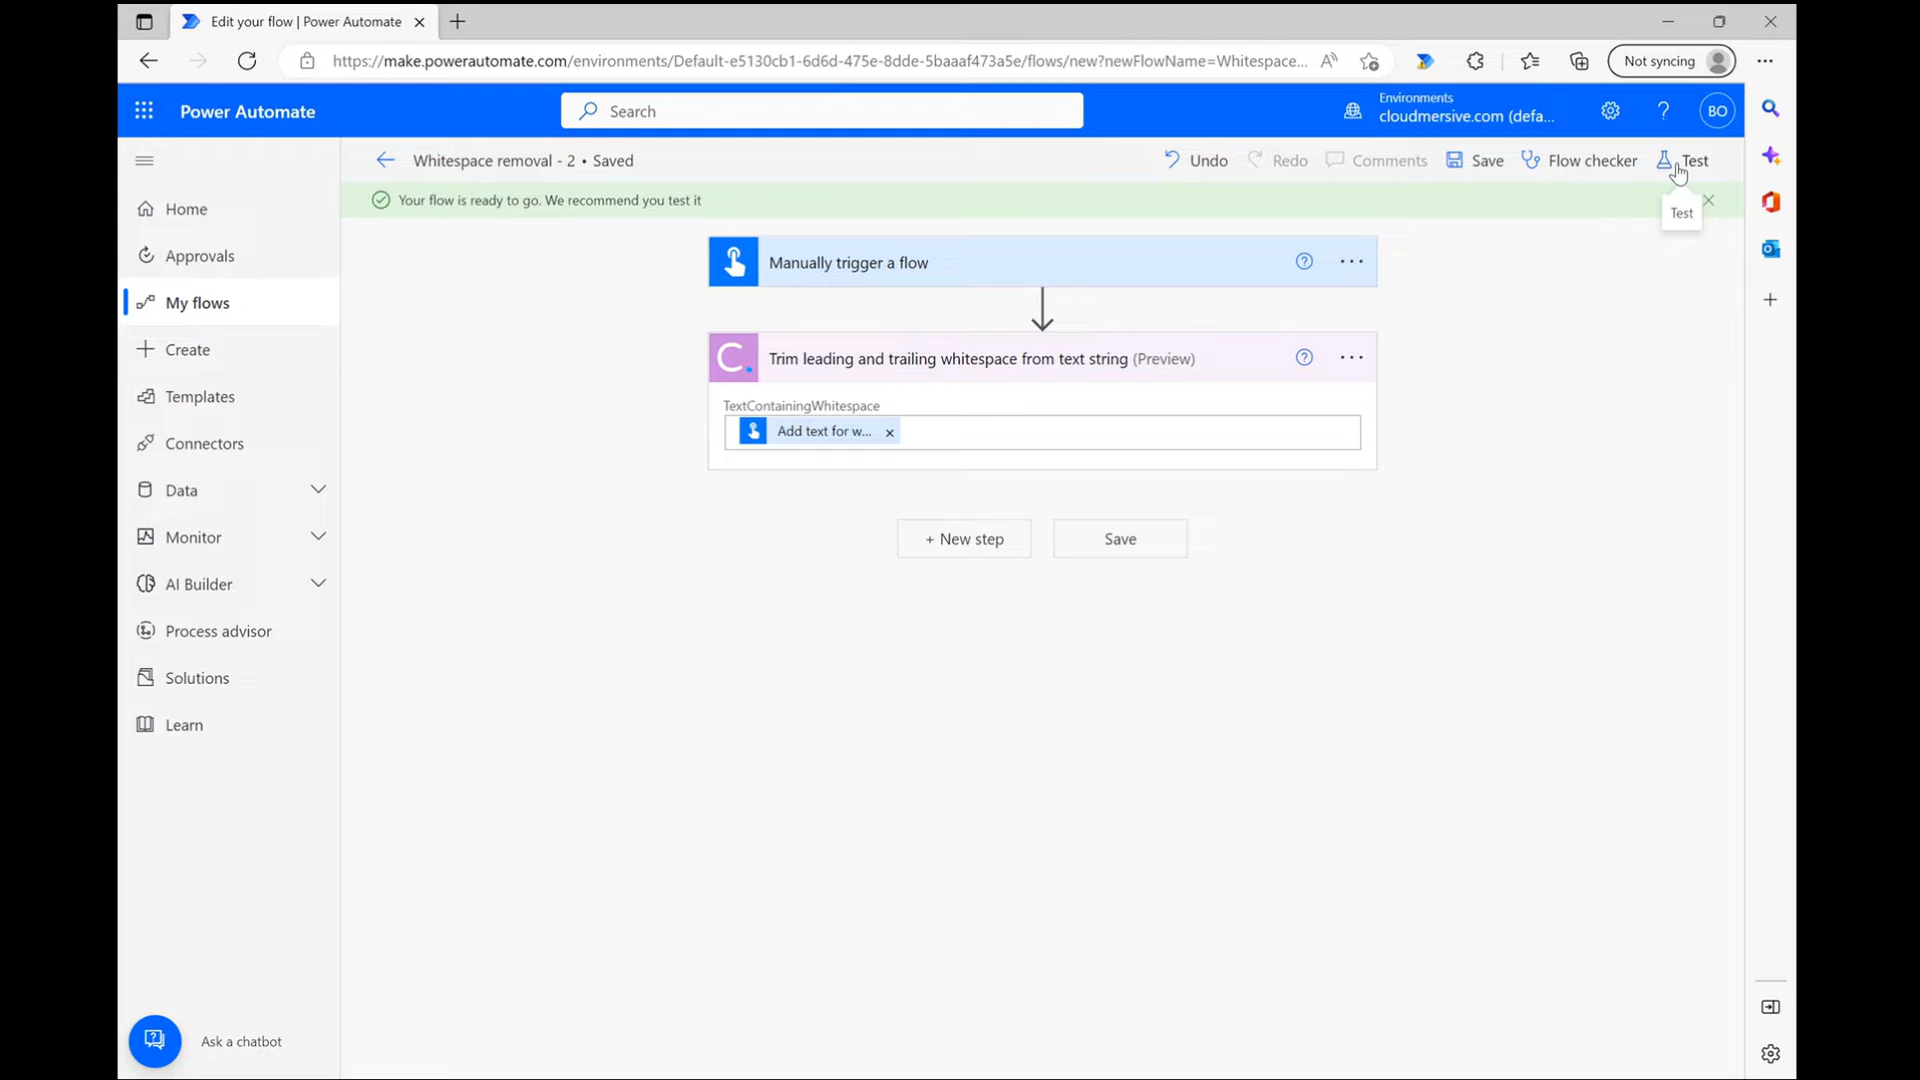 Edit your flow | Power Automate
https://make.powerautomate.com/environments/Default-e5130cb1-6d6d-475e-8dde-5baaaf473a5e/flows/new?newFlowName=Whitespace...
Not syncing
Power Automate
Search
Environments
cloudmersive.com (defa...
BO
Whitespace removal - 2 • Saved
Undo
Redo
Comments
Save
Flow checker
Test
Your flow is ready to go. We recommend you test it
Test
Home
Approvals
My flows
Create
Templates
Connectors
Data
Monitor
AI Builder
Process advisor
Solutions
Learn
Manually trigger a flow
Trim leading and trailing whitespace from text string (Preview)
TextContainingWhitespace
Add text for w...
+ New step
Save
Ask a chatbot